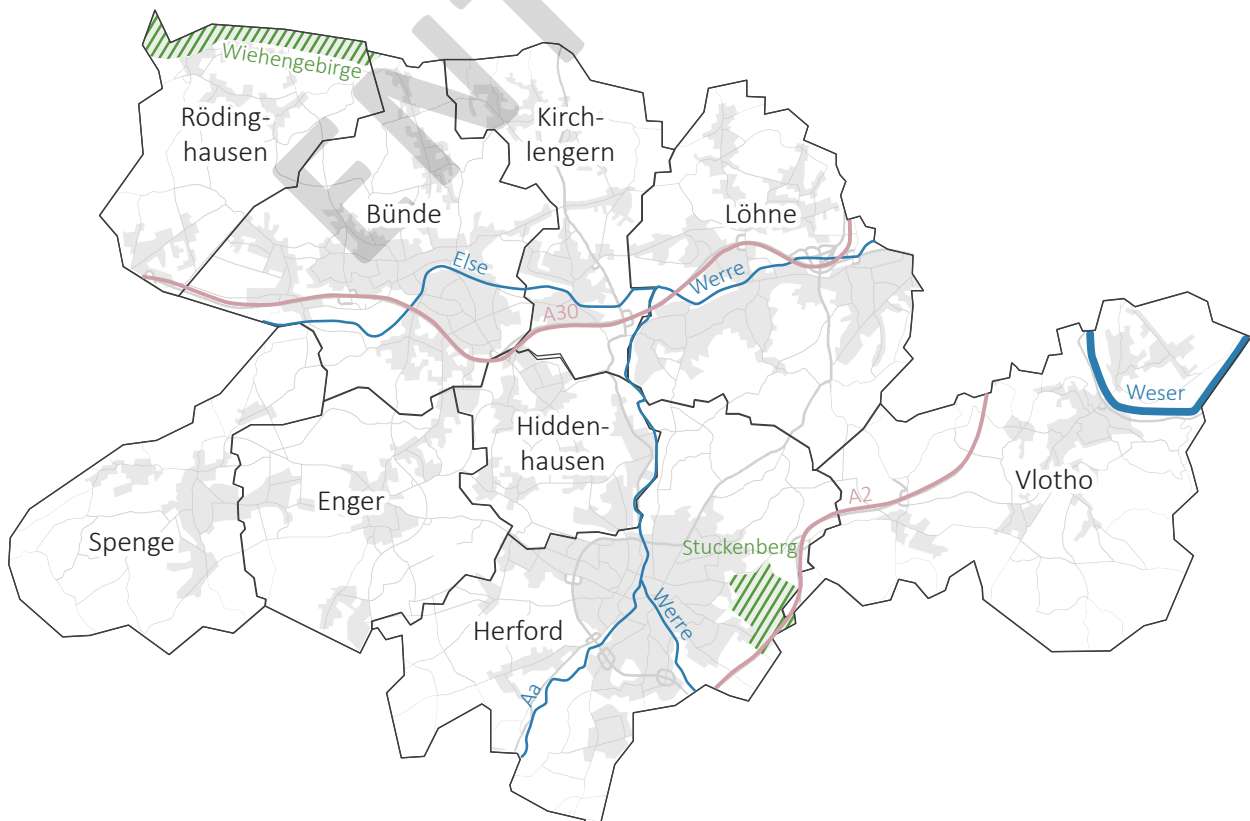 Wiehengebirge
Röding-
hausen
Kirch-
lengern
Bünde
Löhne
Else
Werre
A30
Weser
Hidden-
hausen
Enger
Vlotho
A2
Spenge
Stuckenberg
Werre
Herford
Aa